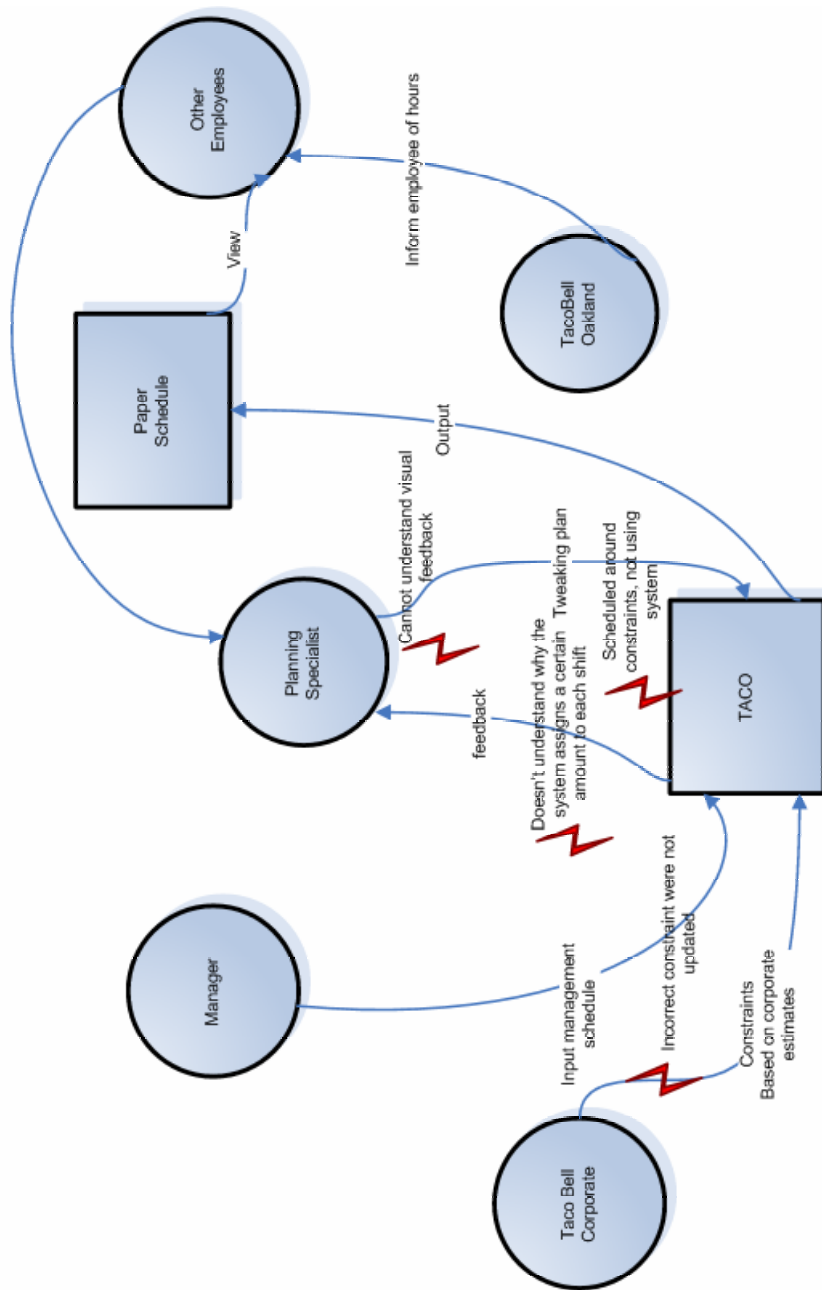 Other
Employees
View
Inform employee of hours
Paper
Schedule
TacoBell
Oakland
Output
Planning
Specialist
Cannot understand visual
feedback
Tweaking plan
Scheduled around
constraints, not using
system
feedback
Doesn't understand why the
system assigns a certain
amount to each shift
TACO
Manager
Input management
schedule
Incorrect constraint were not
updated
Constraints
Based on corporate
estimates
Taco Bell
Corporate